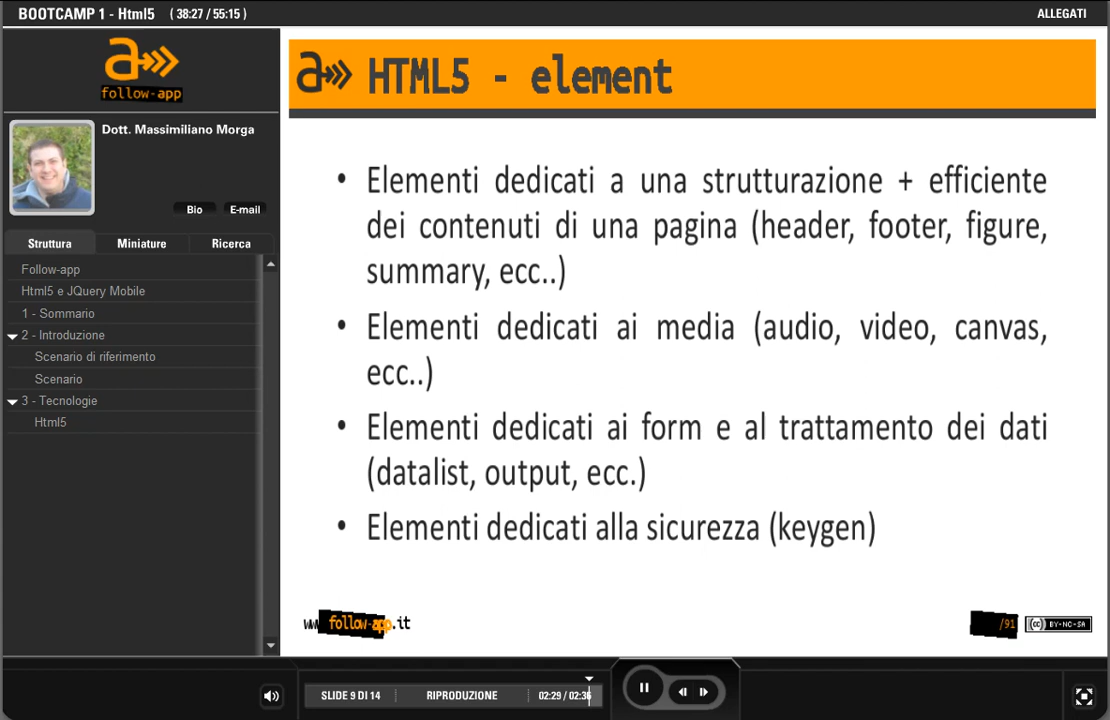 BOOTCAMP 1 - Html5 ( 38:27 / 55:15 )
ALLEGATI
a
follow-app
Dott. Massimiliano Morga
Bio
E-mail
Struttura
Miniature
Ricerca
Follow-app
Html5 e JQuery Mobile
1 - Sommario
2 - Introduzione
Scenario di riferimento
Scenario
3 - Tecnologie
Html5
a HTML5 - element
• Elementi dedicati a una strutturazione + efficiente
dei contenuti di una pagina (header, footer, figure,
summary, ecc..)
• Elementi dedicati ai media (audio, video, canvas,
ecc..)
• Elementi dedicati ai form e al trattamento dei dati
(datalist, output, ecc.)
• Elementi dedicati alla sicurezza (keygen)
www.follow-app.it
/91
cc BY-NC-SA
SLIDE 9 DI 14
RIPRODUZIONE
02:29 / 02:36